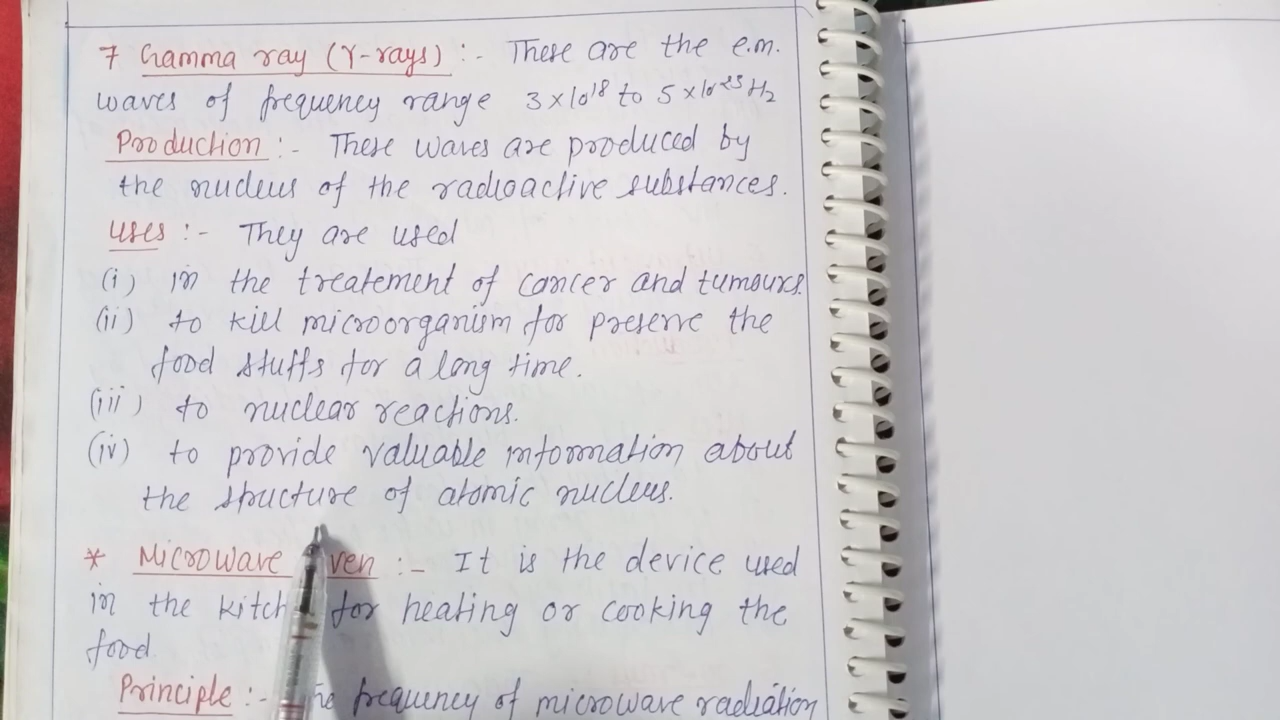 7 Gamma ray (γ-rays) :- These are the e.m.
waves of frequency range 3×10¹⁸ to 5×10²³ Hz
Production :- These waves are produced by
the nucleus of the radioactive substances.
uses :- They are used
(i) in the treatement of cancer and tumours.
(ii) to kill microorganism for preserve the
food stuffs for a long time.
(iii) to nuclear reactions.
(iv) to provide valuable information about
the structure of atomic nucleus.
* Microwave ven :- It is the device used
in the kitch for heating or cooking the
food
Principle :- frequency of microwave radiation